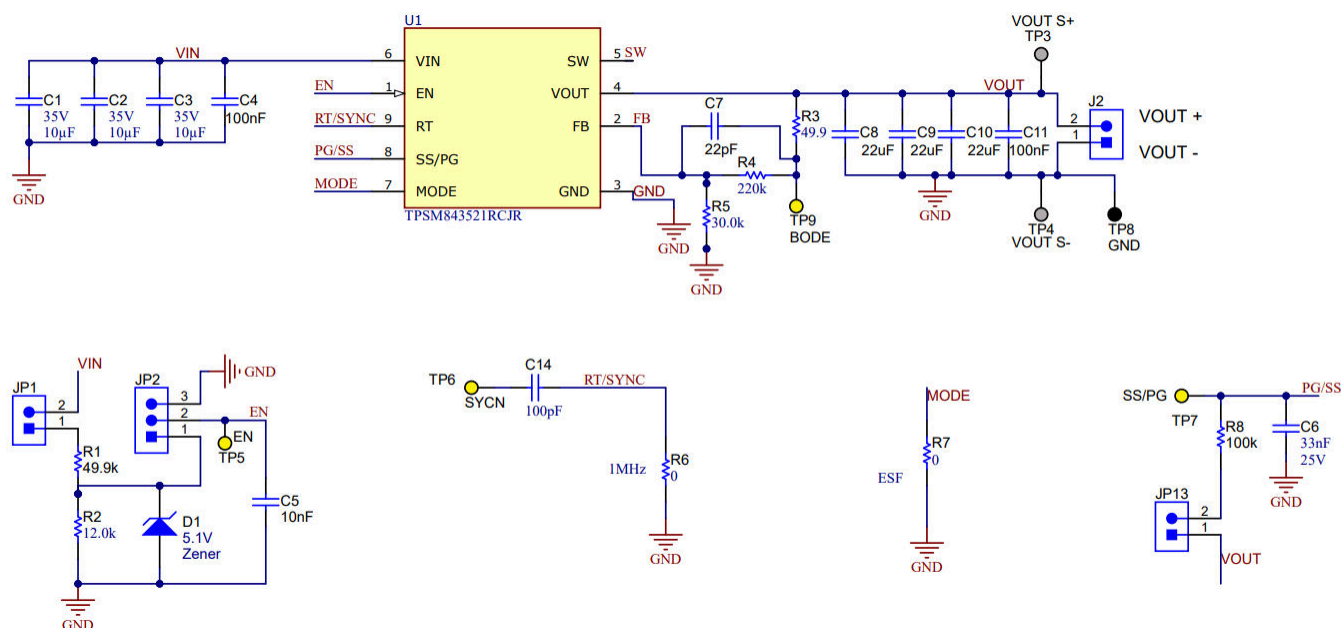 U1
VOUT S+
TP3
VIN
6
VIN
SW
5
SW
EN
1
EN
VOUT
4
VOUT
J2
C1
35V
10µF
C2
35V
10µF
C3
35V
10µF
C4
100nF
C7
22pF
R3
49.9
C8
22uF
C9
22uF
C10
22uF
C11
100nF
2
1
VOUT +
VOUT -
RT/SYNC
9
RT
FB
2
FB
PG/SS
8
SS/PG
R4
220k
MODE
7
MODE
GND
3
GND
TPSM843521RCJR
GND
R5
30.0k
TP9
BODE
GND
TP4
VOUT S-
TP8
GND
GND
GND
VIN
JP1
2
1
JP2
3
2
1
GND
EN
EN
TP5
R1
49.9k
R2
12.0k
D1
5.1V
Zener
C5
10nF
GND
TP6
SYCN
C14
100pF
RT/SYNC
1MHz
R6
0
GND
MODE
R7
0
ESF
GND
SS/PG
TP7
PG/SS
R8
100k
C6
33nF
25V
GND
JP13
2
1
VOUT